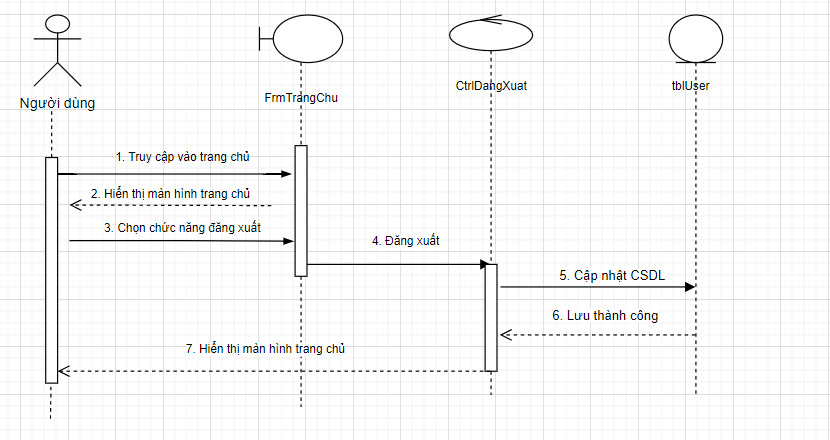 Người dùng
FrmTrangChu
CtrlDangXuat
tblUser
1. Truy cập vào trang chủ
2. Hiển thị màn hình trang chủ
3. Chọn chức năng đăng xuất
4. Đăng xuất
5. Cập nhật CSDL
6. Lưu thành công
7. Hiển thị màn hình trang chủ